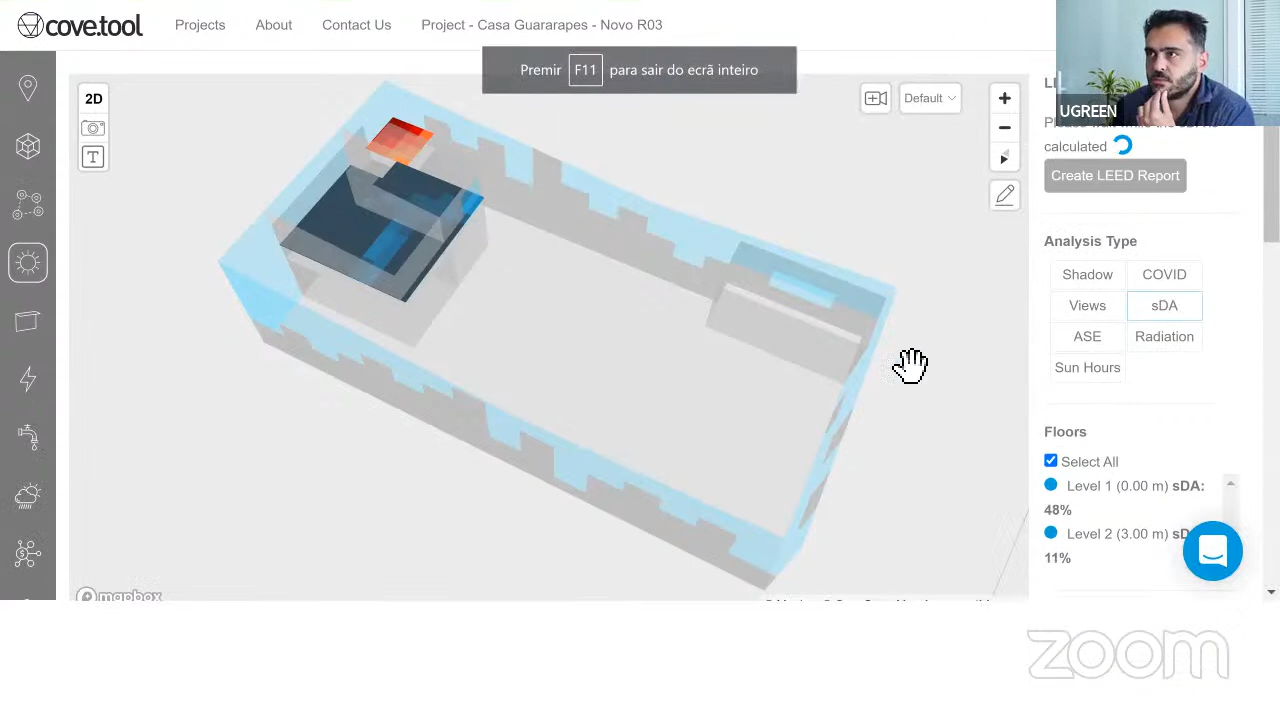 cove.tool
Projects
About
Contact Us
Project - Casa Guararapes - Novo R03
Premir F11 para sair do ecrã inteiro
UGREEN
2D
T
Default
calculated
Create LEED Report
Analysis Type
Shadow
COVID
Views
sDA
ASE
Radiation
Sun Hours
Floors
Select All
Level 1 (0.00 m) sDA:
48%
Level 2 (3.00 m)
11%
mapbox
zoom